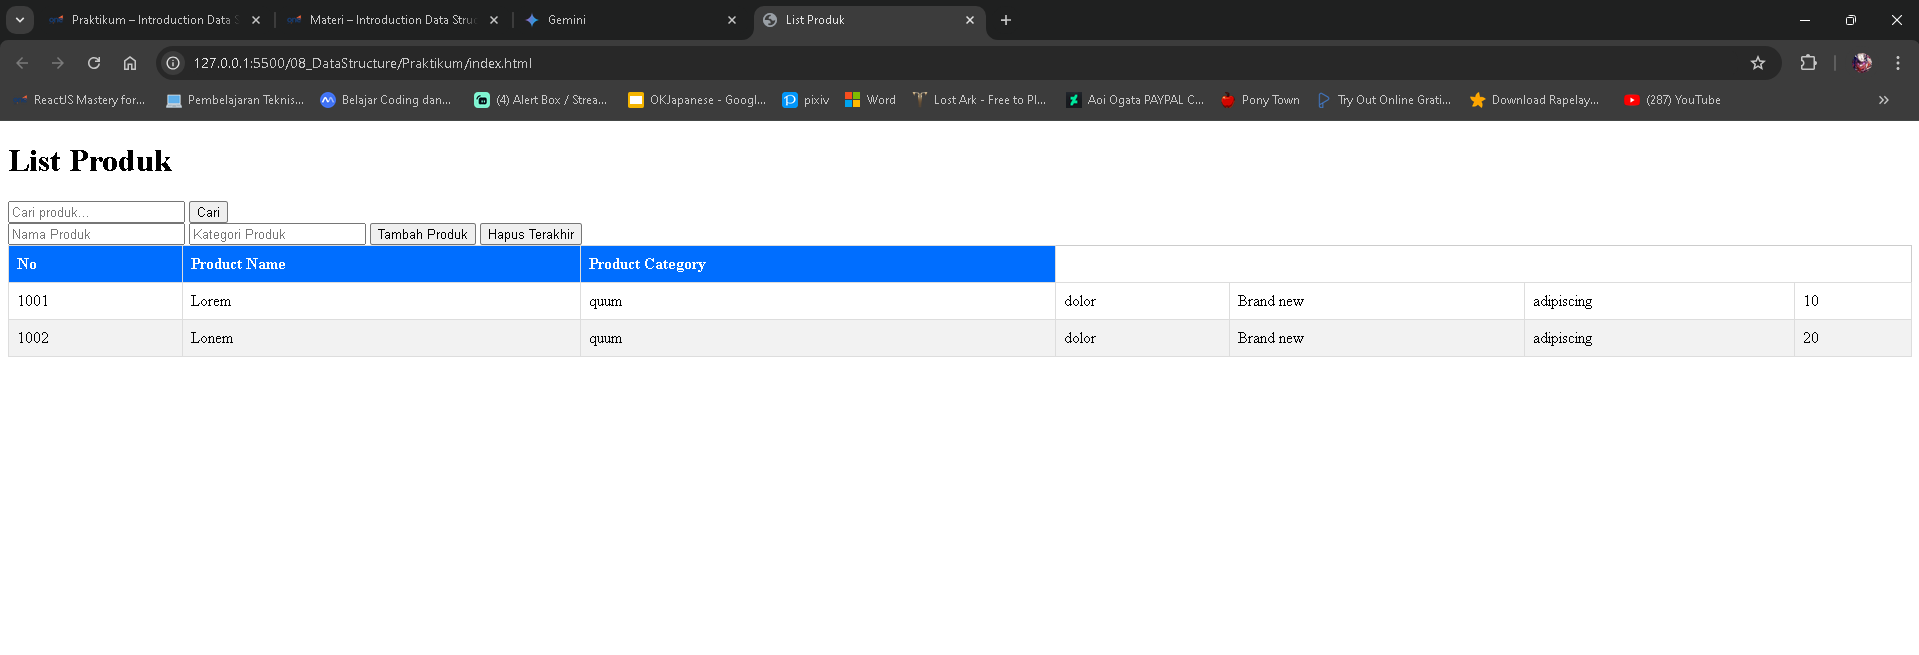 Praktikum – Introduction Data S
Materi – Introduction Data Struc
Gemini
List Produk
127.0.0.1:5500/08_DataStructure/Praktikum/index.html
ReactJS Mastery for...
Pembelajaran Teknis...
Belajar Coding dan...
(4) Alert Box / Strea...
OKJapanese - Googl...
pixiv
Word
Lost Ark - Free to Pl...
Aoi Ogata PAYPAL C...
Pony Town
Try Out Online Grati...
Download Rapelay...
(287) YouTube
List Produk
Cari produk...
Cari
Nama Produk
Kategori Produk
Tambah Produk
Hapus Terakhir
No Product Name Product Category
1001 Lorem quum dolor Brand new adipiscing 10
1002 Lonem quum dolor Brand new adipiscing 20